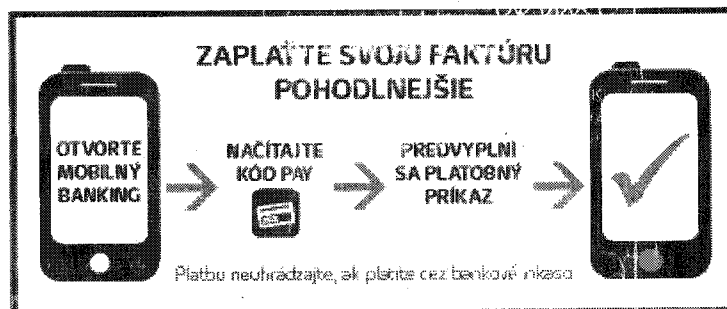 ZAPLAŤTE SVOJU FAKTÚRU
POHODLNEJŠIE
OTVORTE
MOBILNÝ
BANKING
NAČÍTAJTE
KÓD PAY
PREDVYPLNÍ
SA PLATOBNÝ
PRÍKAZ
Platbu neuhrádzajte, ak platíte cez bankové inkaso